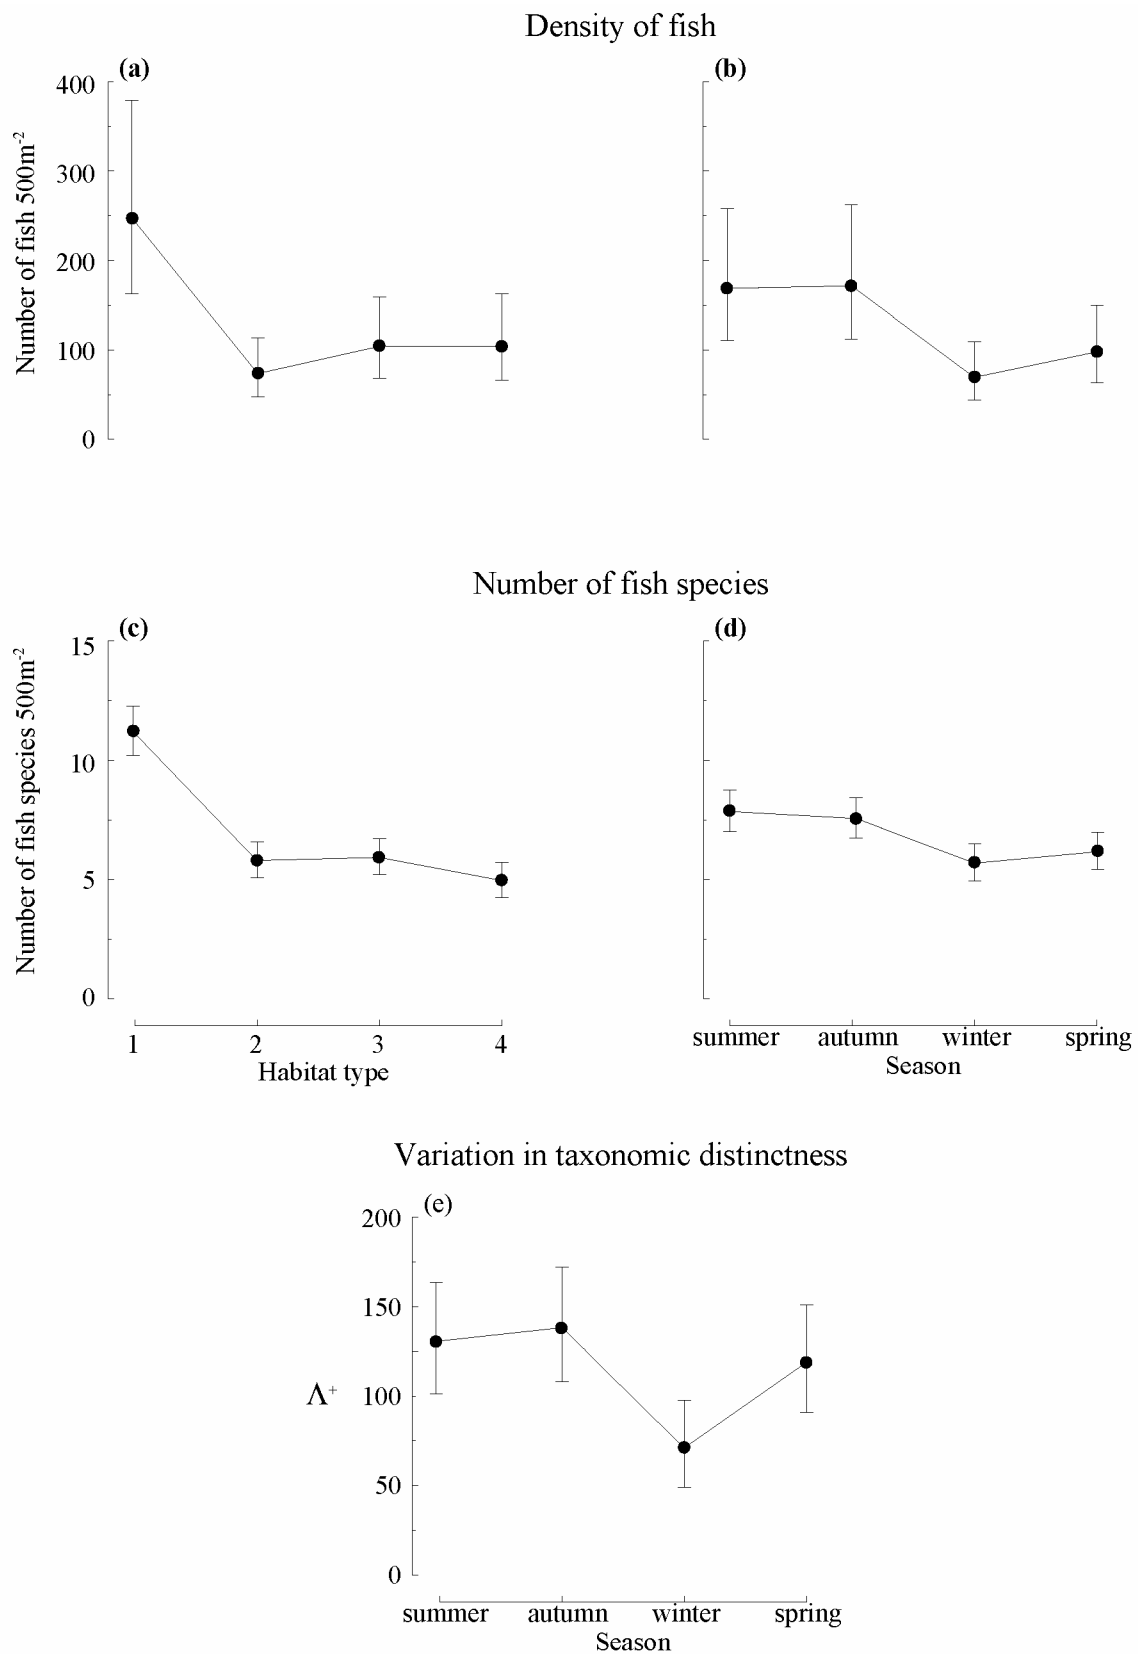 Density of fish
(a)
400
300
200
100
0
Number of fish 500m⁻²
(b)
Number of fish species
(c)
15
10
5
0
Number of fish species 500m⁻²
1 2 3 4
Habitat type
(d)
summer autumn winter spring
Season
Variation in taxonomic distinctness
(e)
200
150
100
50
0
Λ⁺
summer autumn winter spring
Season